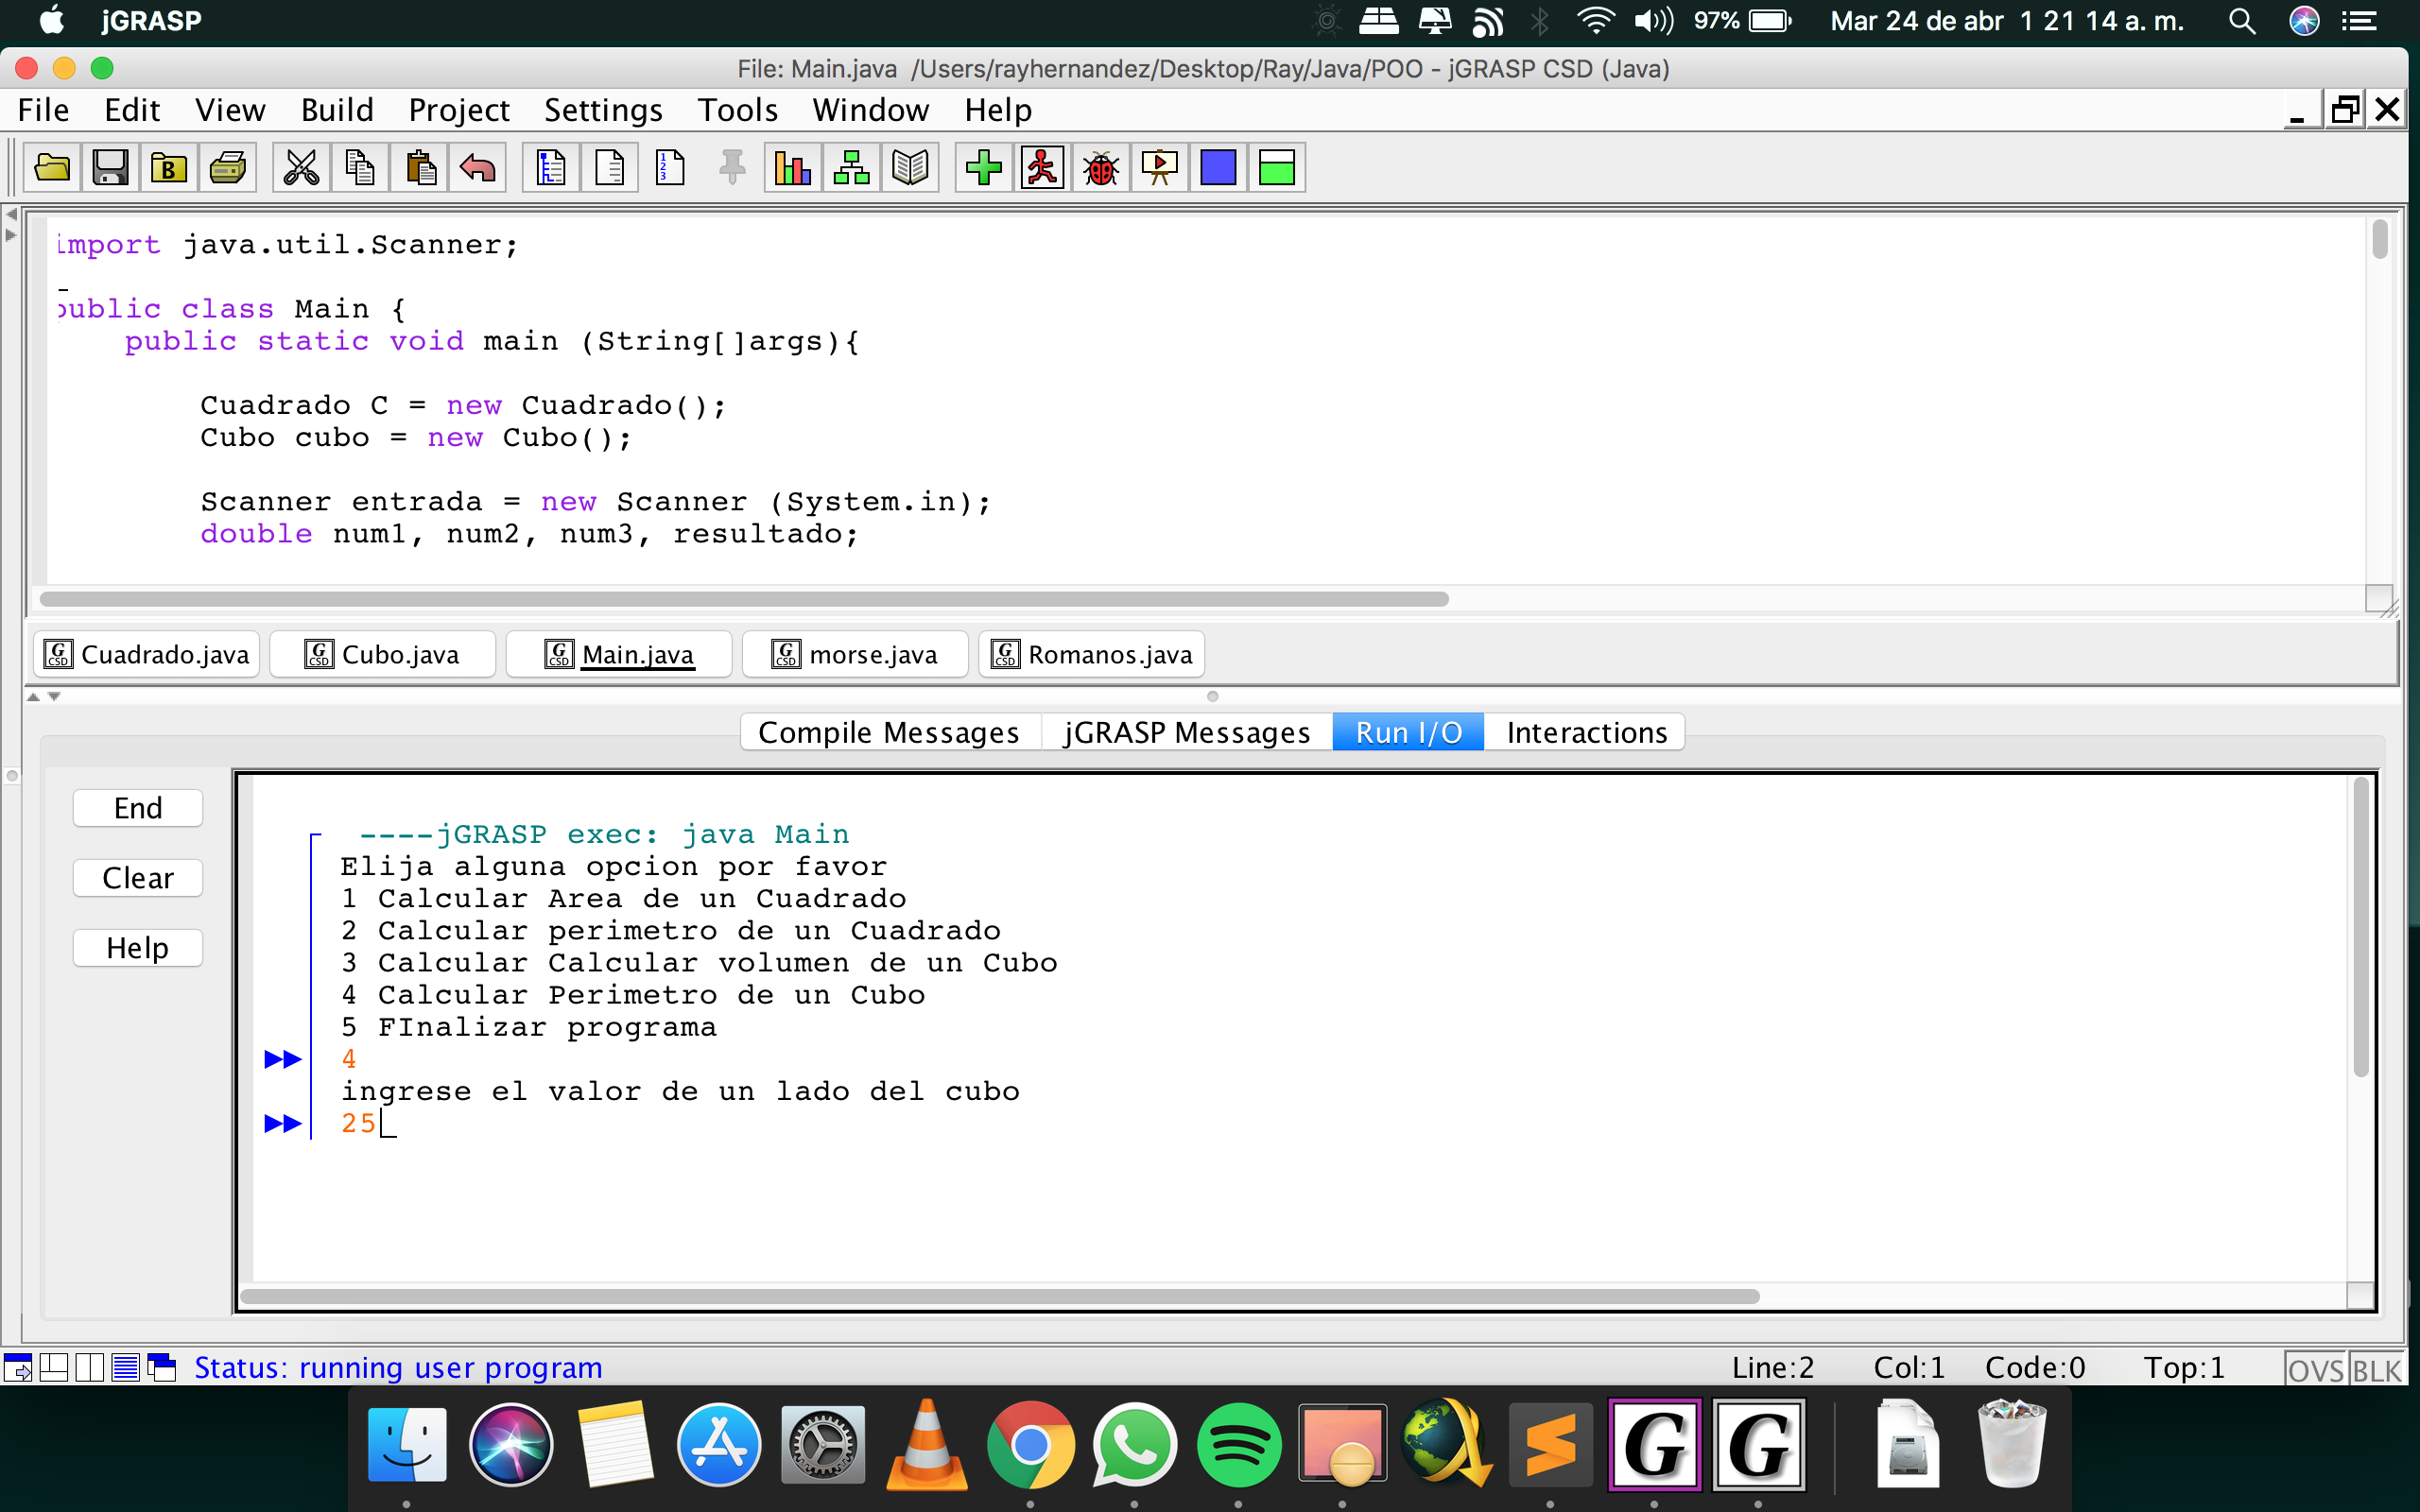 jGRASP 97% Mar 24 de abr 1 21 14 a. m.
File: Main.java /Users/rayhernandez/Desktop/Ray/Java/POO - jGRASP CSD (Java)
File Edit View Build Project Settings Tools Window Help
import java.util.Scanner;
public class Main {
public static void main (String[]args){
Cuadrado C = new Cuadrado();
Cubo cubo = new Cubo();
Scanner entrada = new Scanner (System.in);
double num1, num2, num3, resultado;
Cuadrado.java Cubo.java Main.java morse.java Romanos.java
Compile Messages jGRASP Messages Run I/O Interactions
End
Clear
Help
----jGRASP exec: java Main
Elija alguna opcion por favor
1 Calcular Area de un Cuadrado
2 Calcular perimetro de un Cuadrado
3 Calcular Calcular volumen de un Cubo
4 Calcular Perimetro de un Cubo
5 FInalizar programa
4
ingrese el valor de un lado del cubo
25
Status: running user program Line:2 Col:1 Code:0 Top:1 OVS BLK